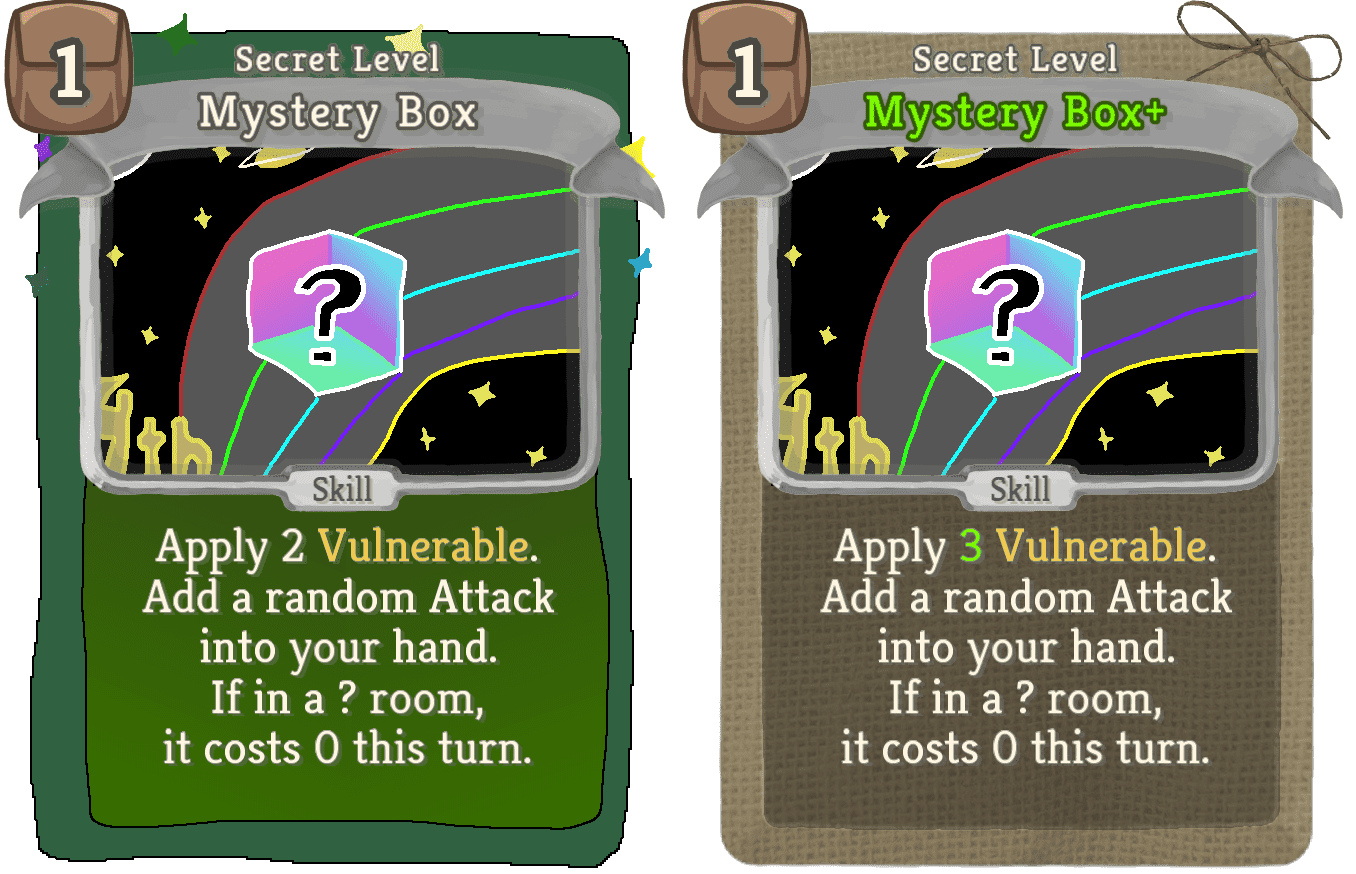 1
Secret Level
Mystery Box
?
Skill
Apply 2 Vulnerable.
Add a random Attack
into your hand.
If in a ? room,
it costs 0 this turn.
1
Secret Level
Mystery Box+
?
Skill
Apply 3 Vulnerable.
Add a random Attack
into your hand.
If in a ? room,
it costs 0 this turn.